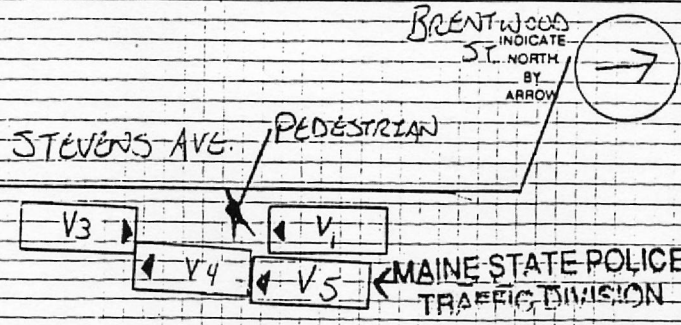 BRENTWOOD
ST.
INDICATE
NORTH
BY
ARROW
STEVENS AVE.
PEDESTRIAN
V3
V1
V4
V5
MAINE STATE POLICE
TRAFFIC DIVISION